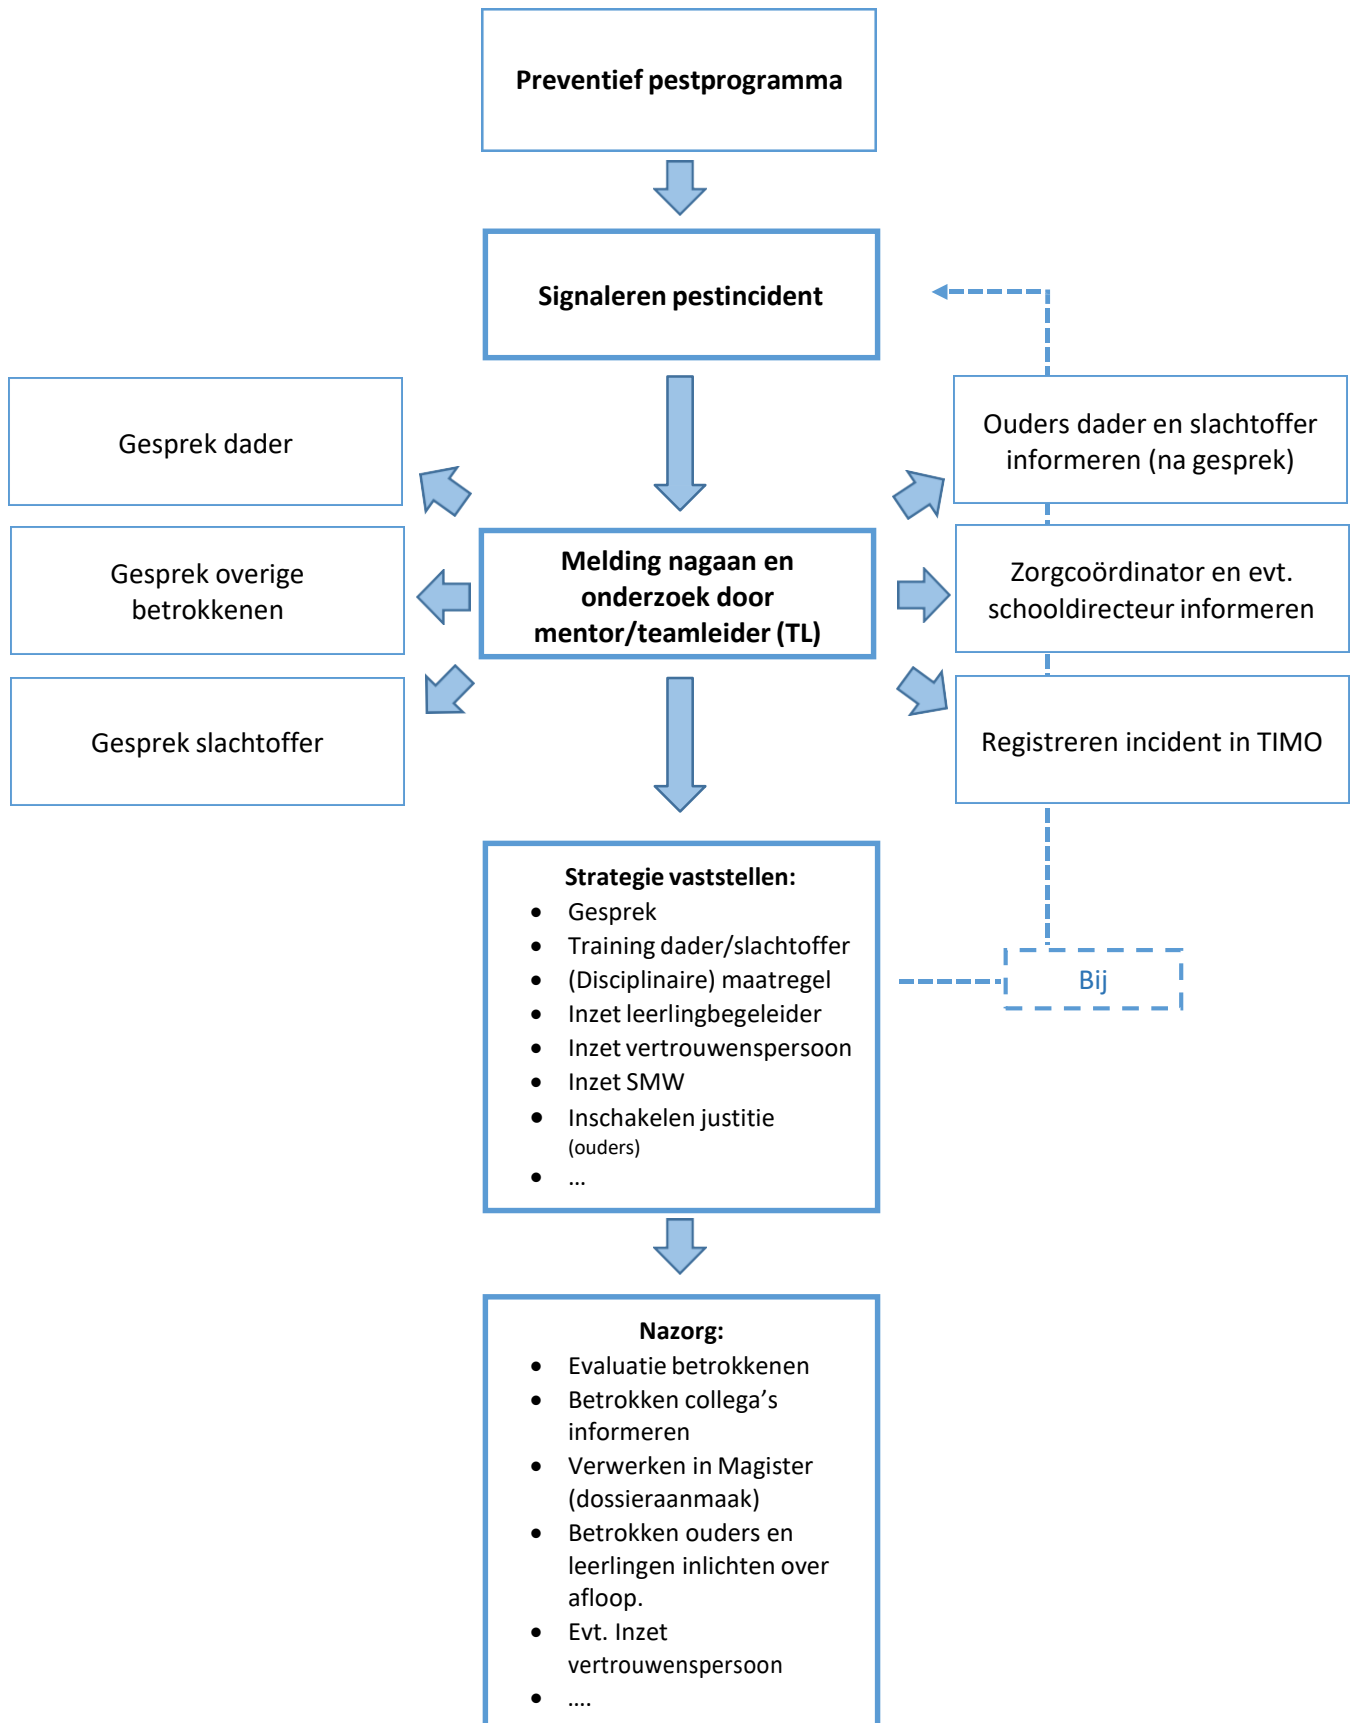 Preventief pestprogramma
Signaleren pestincident
Gesprek dader
Ouders dader en slachtoffer
informeren (na gesprek)
Gesprek overige
betrokkenen
Melding nagaan en
onderzoek door
mentor/teamleider (TL)
Zorgcoördinator en evt.
schooldirecteur informeren
Gesprek slachtoffer
Registreren incident in TIMO
Strategie vaststellen:
• Gesprek
• Training dader/slachtoffer
• (Disciplinaire) maatregel
• Inzet leerlingbegeleider
• Inzet vertrouwenspersoon
• Inzet SMW
• Inschakelen justitie
(ouders)
• ...
Bij
Nazorg:
• Evaluatie betrokkenen
• Betrokken collega's
informeren
• Verwerken in Magister
(dossieraanmaak)
• Betrokken ouders en
leerlingen inlichten over
afloop.
• Evt. Inzet
vertrouwenspersoon
• ....